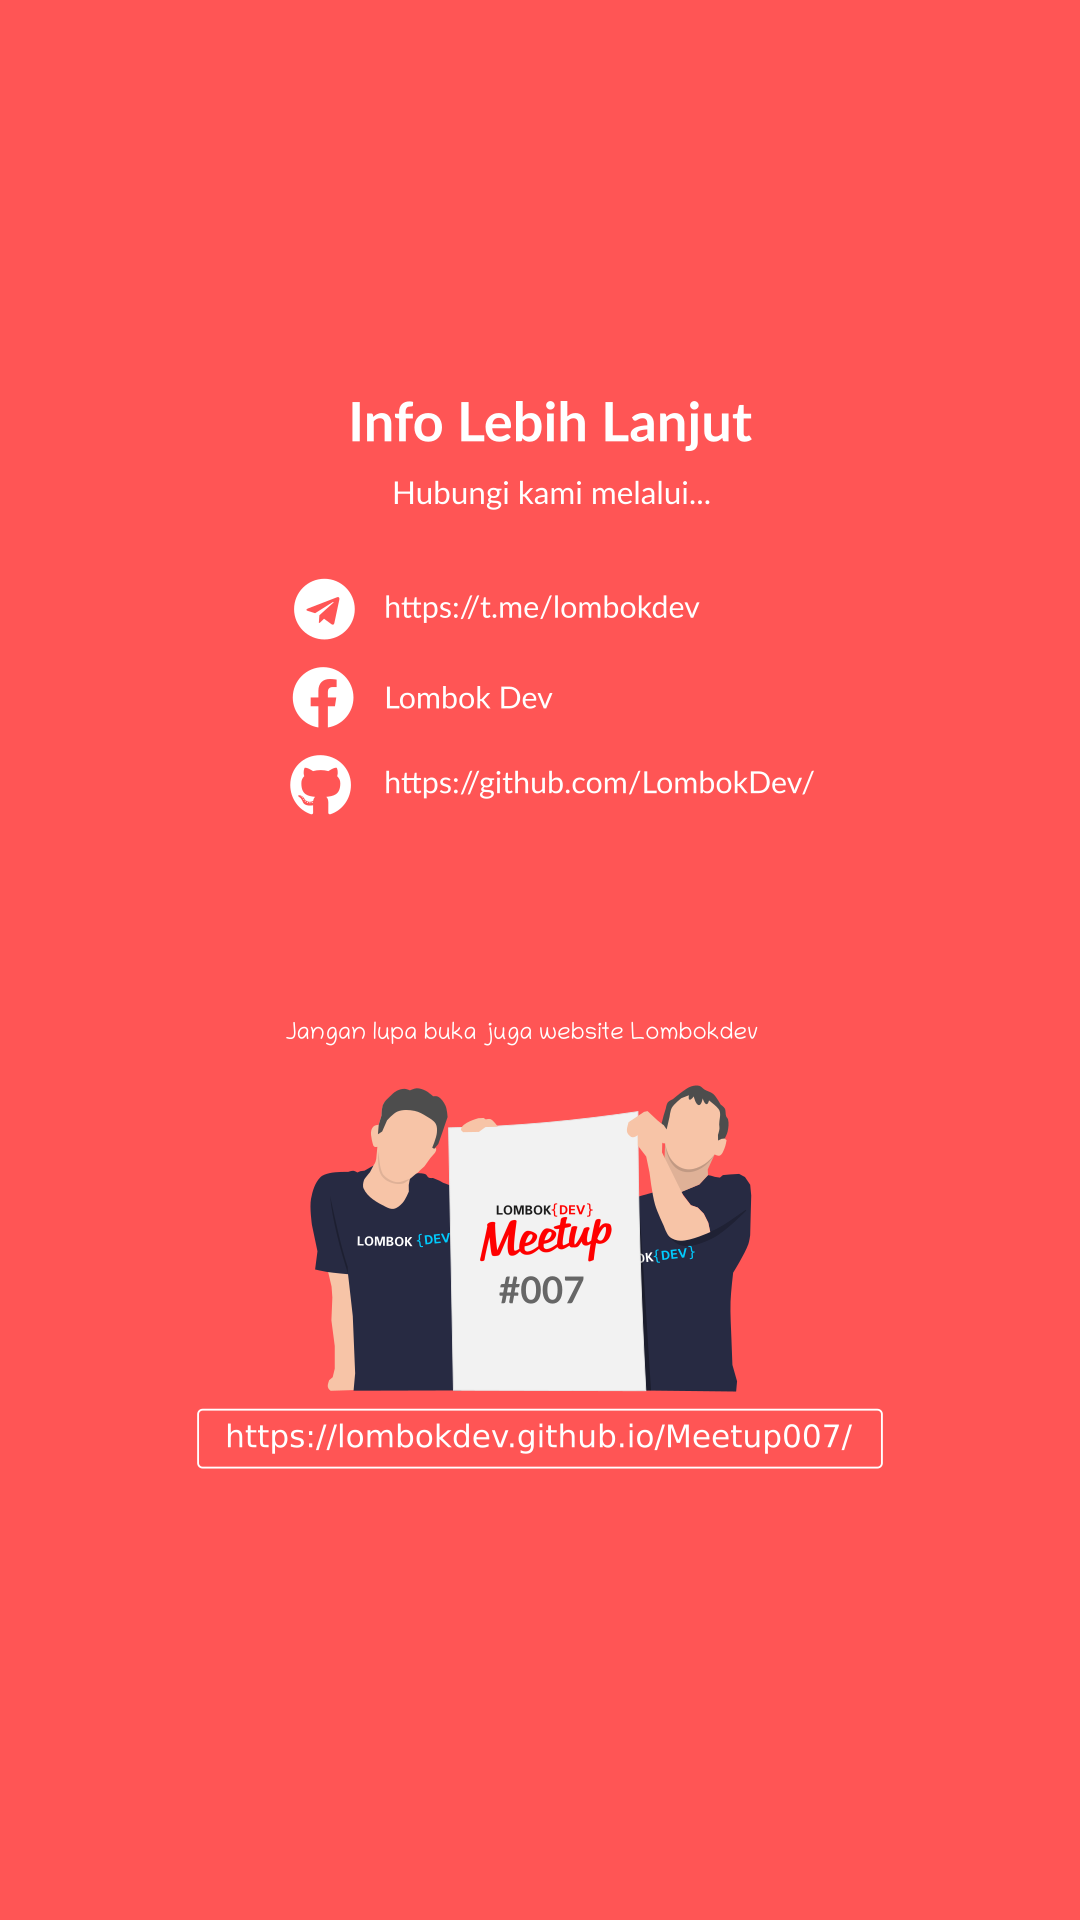 Info Lebih Lanjut
Hubungi kami melalui...
https://t.me/lombokdev
Lombok Dev
https://github.com/LombokDev/
Jangan lupa buka juga website Lombokdev
LOMBOK{DEV}
Meetup
#007
LOMBOK {DEV
OK{DEV}
https://lombokdev.github.io/Meetup007/